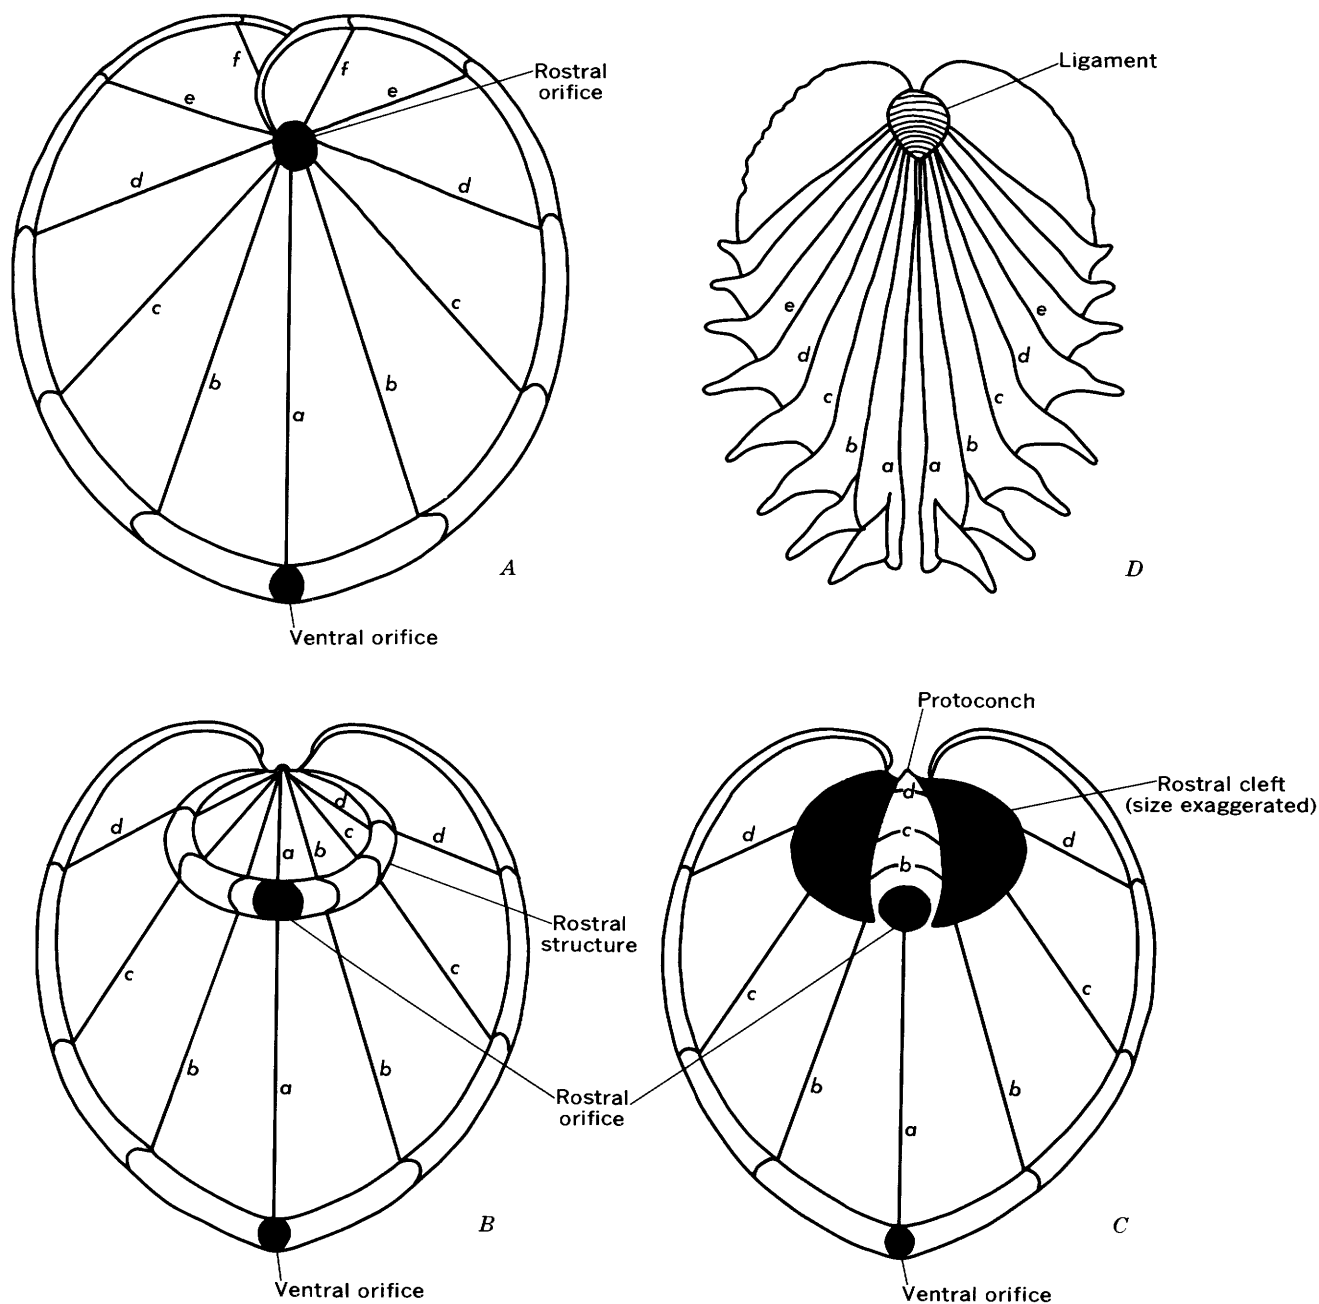 f
f
Rostral
orifice
e
e
d
d
c
c
b
b
a
A
Ventral orifice
Ligament
e
e
d
d
c
c
b
b
a
a
D
d
d
d
c
a
b
Rostral
structure
c
c
b
b
a
Rostral
orifice
B
Ventral orifice
Protoconch
Rostral cleft
(size exaggerated)
d
d
d
c
b
c
c
b
b
a
C
Ventral orifice